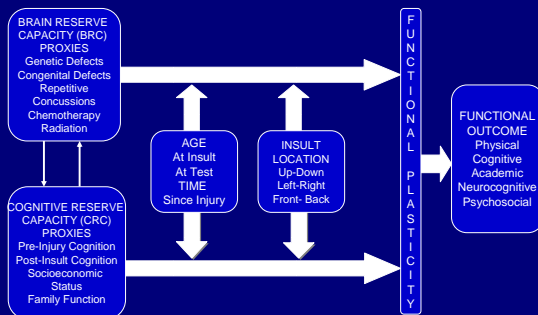 BRAIN RESERVE
CAPACITY (BRC)
PROXIES
Genetic Defects
Congenital Defects
Repetitive
Concussions
Chemotherapy
Radiation
COGNITIVE RESERVE
CAPACITY (CRC)
PROXIES
Pre-Injury Cognition
Post-Insult Cognition
Socioeconomic
Status
Family Function
AGE
At Insult
At Test
TIME
Since Injury
INSULT
LOCATION
Up-Down
Left-Right
Front- Back
FUNCTIONAL PLASTICITY
FUNCTIONAL
OUTCOME
Physical
Cognitive
Academic
Neurocognitive
Psychosocial